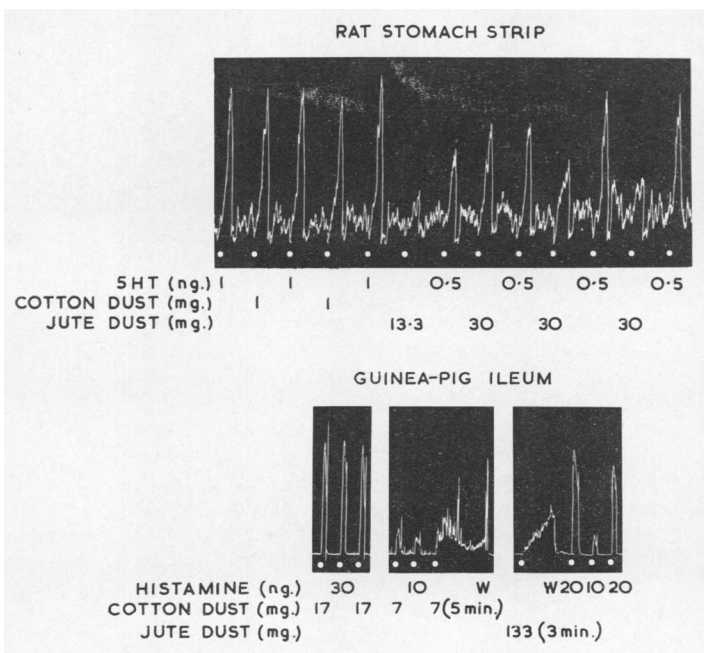 RAT STOMACH STRIP
5HT (ng.) 1 1 1 0·5 0·5 0·5 0·5
COTTON DUST (mg.) 1 1
JUTE DUST (mg.) 13·3 30 30 30
GUINEA-PIG ILEUM
HISTAMINE (ng.) 30 10 W W 20 10 20
COTTON DUST (mg.) 17 17 7 7 (5 min.)
JUTE DUST (mg.) 133 (3 min.)